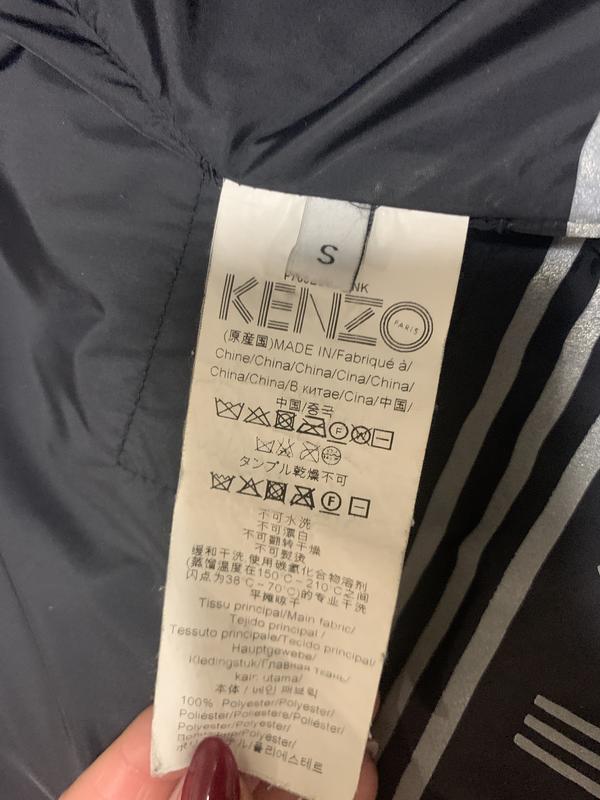 S
KENZO
PARIS
(原産国)MADE IN/Fabriqué à/
Chine/China/China/Cina/China/
China/China/В китае/Cina/中国/
中国/중국
F
タンブル乾燥不可
F
不可水洗
不可漂白
不可翻转干燥
不可熨烫
缓和干洗,使用碳氢化合物溶剂
(蒸馏温度在150°C-210°C之间
闪点为38°C-70°C)的专业干洗
平摊晾干
Tissu principal/Main fabric/
Tejido principal /
Tessuto principale/Tecido principal/
Hauptgewebe/
Kledingstuk/Главная ткань/
kain utama/
本体 / 메인 패브릭
100% Polyester/Polyester/
Poliéster/Poliestere/Poliéster/
Polyester/Polyester/
폴리에스테르